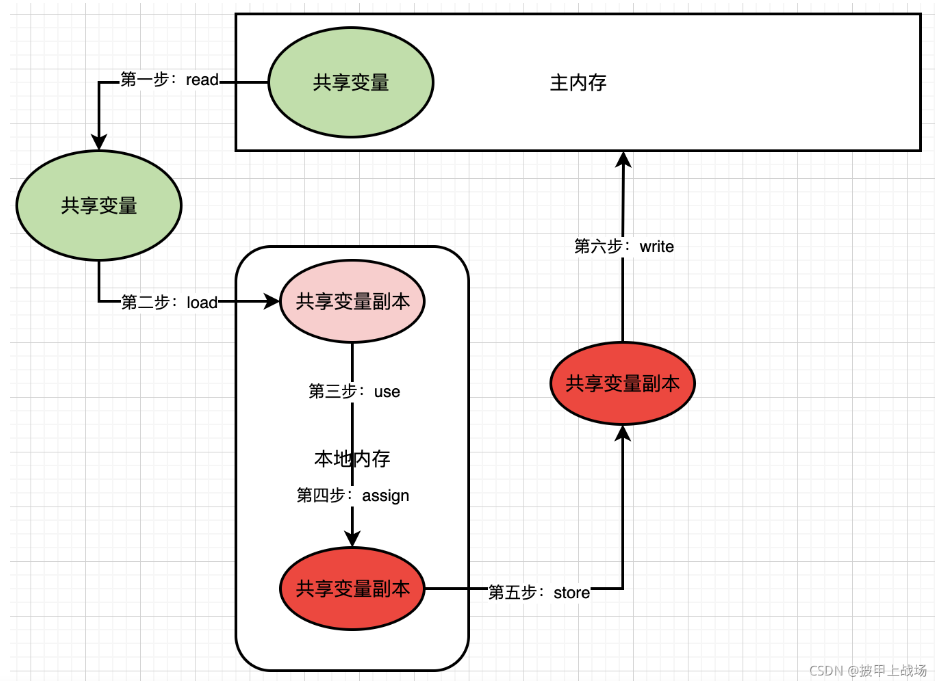 共享变量
主内存
第一步：read
共享变量
第二步：load
共享变量副本
第三步：use
本地内存
第四步：assign
共享变量副本
第五步：store
共享变量副本
第六步：write
CSDN @披甲上战场